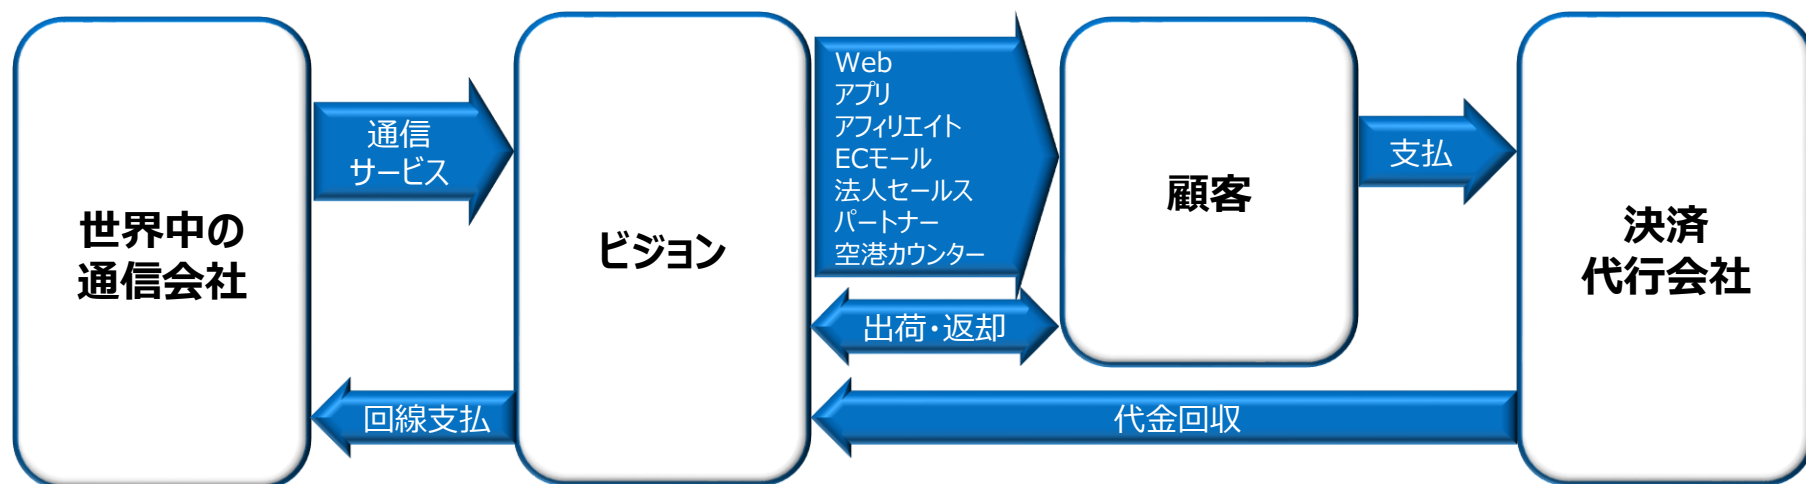 世界中の
通信会社
通信
サービス
回線支払
ビジョン
Web
アプリ
アフィリエイト
ECモール
法人セールス
パートナー
空港カウンター
出荷・返却
顧客
支払
代金回収
決済
代行会社